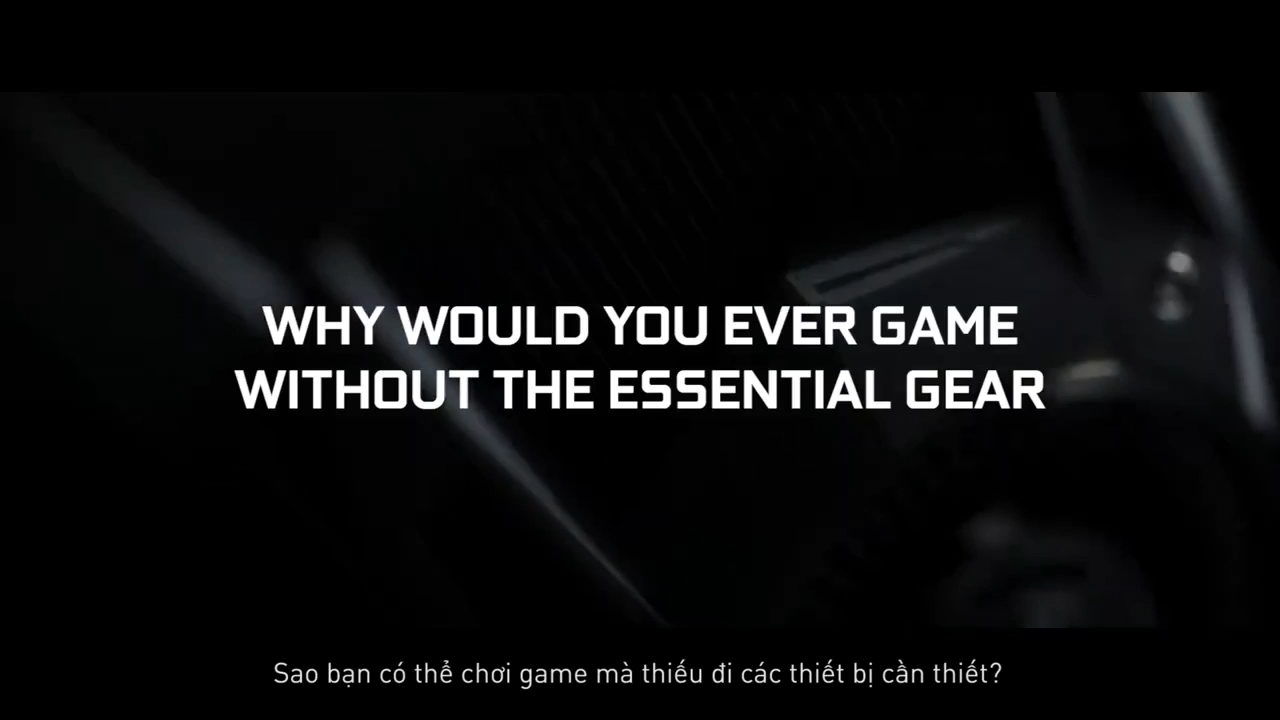 WHY WOULD YOU EVER GAME
WITHOUT THE ESSENTIAL GEAR
Sao bạn có thể chơi game mà thiếu đi các thiết bị cần thiết?